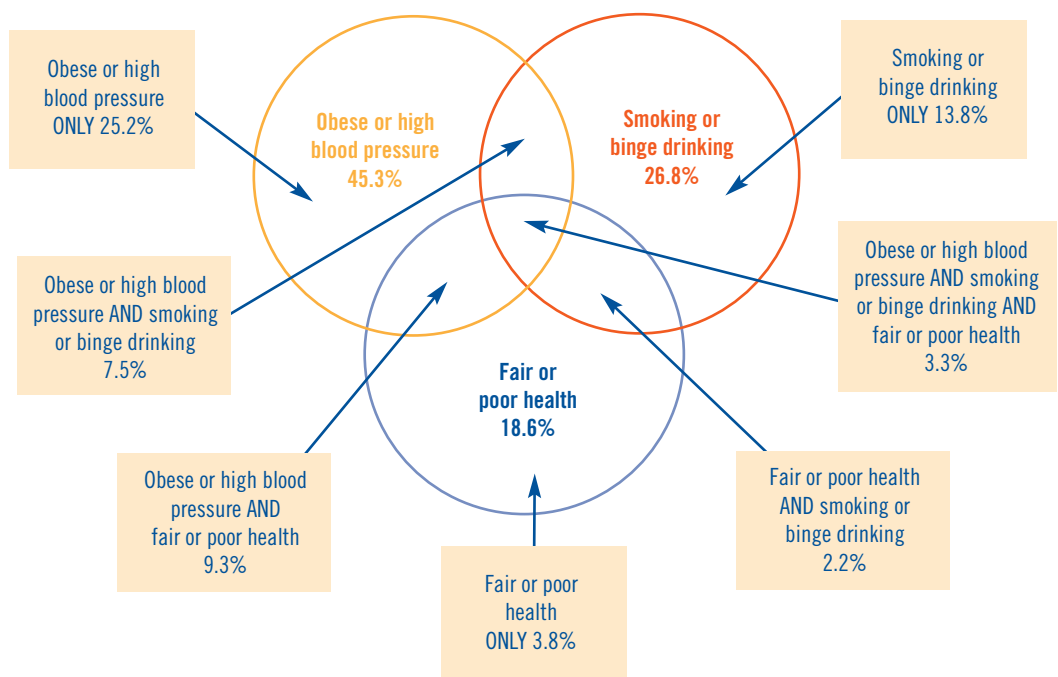 Obese or high
blood pressure
ONLY 25.2%
Obese or high
blood pressure
45.3%
Smoking or
binge drinking
26.8%
Smoking or
binge drinking
ONLY 13.8%
Obese or high blood
pressure AND smoking
or binge drinking
7.5%
Obese or high blood
pressure AND smoking
or binge drinking AND
fair or poor health
3.3%
Fair or
poor health
18.6%
Obese or high blood
pressure AND
fair or poor health
9.3%
Fair or poor
health
ONLY 3.8%
Fair or poor health
AND smoking or
binge drinking
2.2%